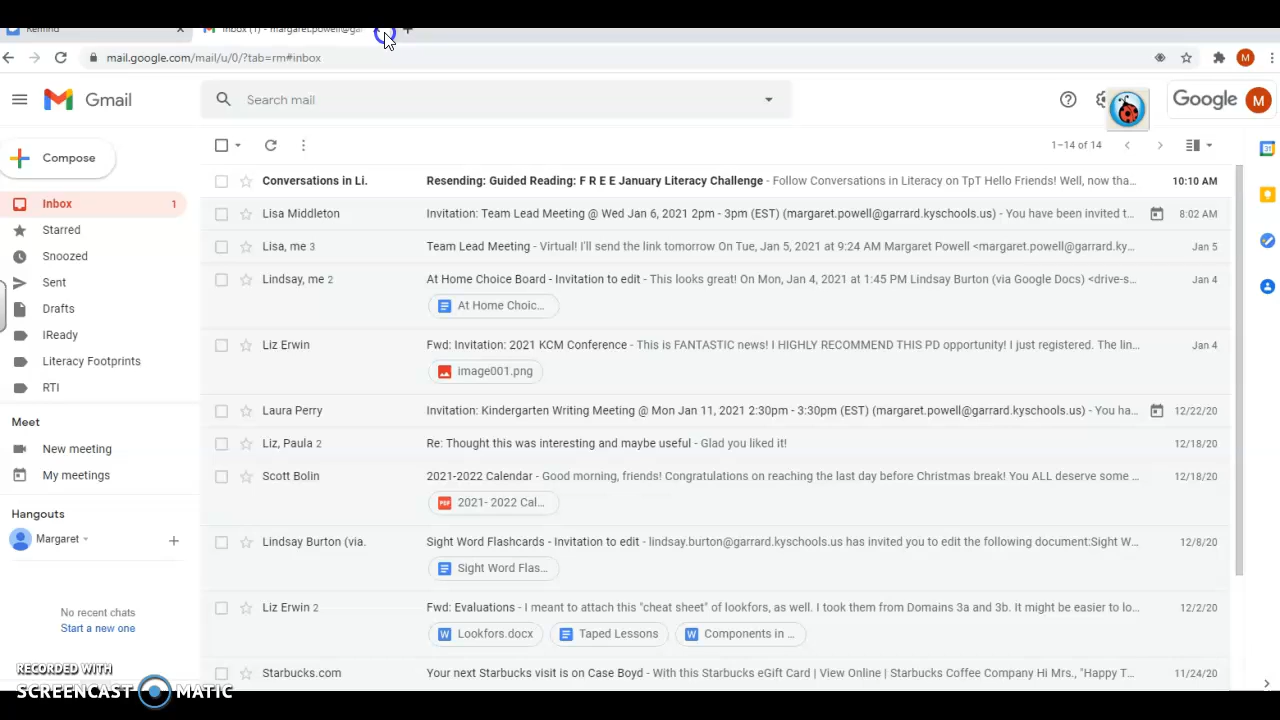 Remind
Inbox (1) - margaret.powell@gar
mail.google.com/mail/u/0/?tab=rm#inbox
M
Gmail
Search mail
Google
M
Compose
1–14 of 14
Inbox 1
Starred
Snoozed
Sent
Drafts
IReady
Literacy Footprints
RTI
Meet
New meeting
My meetings
Hangouts
Margaret
No recent chats
Start a new one
Conversations in Li. Resending: Guided Reading: F R E E January Literacy Challenge - Follow Conversations in Literacy on TpT Hello Friends! Well, now tha... 10:10 AM
Lisa Middleton Invitation: Team Lead Meeting @ Wed Jan 6, 2021 2pm - 3pm (EST) (margaret.powell@garrard.kyschools.us) - You have been invited t... 8:02 AM
Lisa, me 3 Team Lead Meeting - Virtual! I'll send the link tomorrow On Tue, Jan 5, 2021 at 9:24 AM Margaret Powell <margaret.powell@garrard.ky... Jan 5
Lindsay, me 2 At Home Choice Board - Invitation to edit - This looks great! On Mon, Jan 4, 2021 at 1:45 PM Lindsay Burton (via Google Docs) <drive-s... Jan 4
At Home Choic...
Liz Erwin Fwd: Invitation: 2021 KCM Conference - This is FANTASTIC news! I HIGHLY RECOMMEND THIS PD opportunity! I just registered. The lin... Jan 4
image001.png
Laura Perry Invitation: Kindergarten Writing Meeting @ Mon Jan 11, 2021 2:30pm - 3:30pm (EST) (margaret.powell@garrard.kyschools.us) - You ha... 12/22/20
Liz, Paula 2 Re: Thought this was interesting and maybe useful - Glad you liked it! 12/18/20
Scott Bolin 2021-2022 Calendar - Good morning, friends! Congratulations on reaching the last day before Christmas break! You ALL deserve some ... 12/18/20
PDF 2021- 2022 Cal...
Lindsay Burton (via. Sight Word Flashcards - Invitation to edit - lindsay.burton@garrard.kyschools.us has invited you to edit the following document:Sight W... 12/8/20
Sight Word Flas...
Liz Erwin 2 Fwd: Evaluations - I meant to attach this "cheat sheet" of lookfors, as well. I took them from Domains 3a and 3b. It might be easier to lo... 12/2/20
W Lookfors.docx Taped Lessons W Components in ...
Starbucks.com Your next Starbucks visit is on Case Boyd - With this Starbucks eGift Card | View Online | Starbucks Coffee Company Hi Mrs., "Happy T... 11/24/20
RECORDED WITH
SCREENCAST MATIC